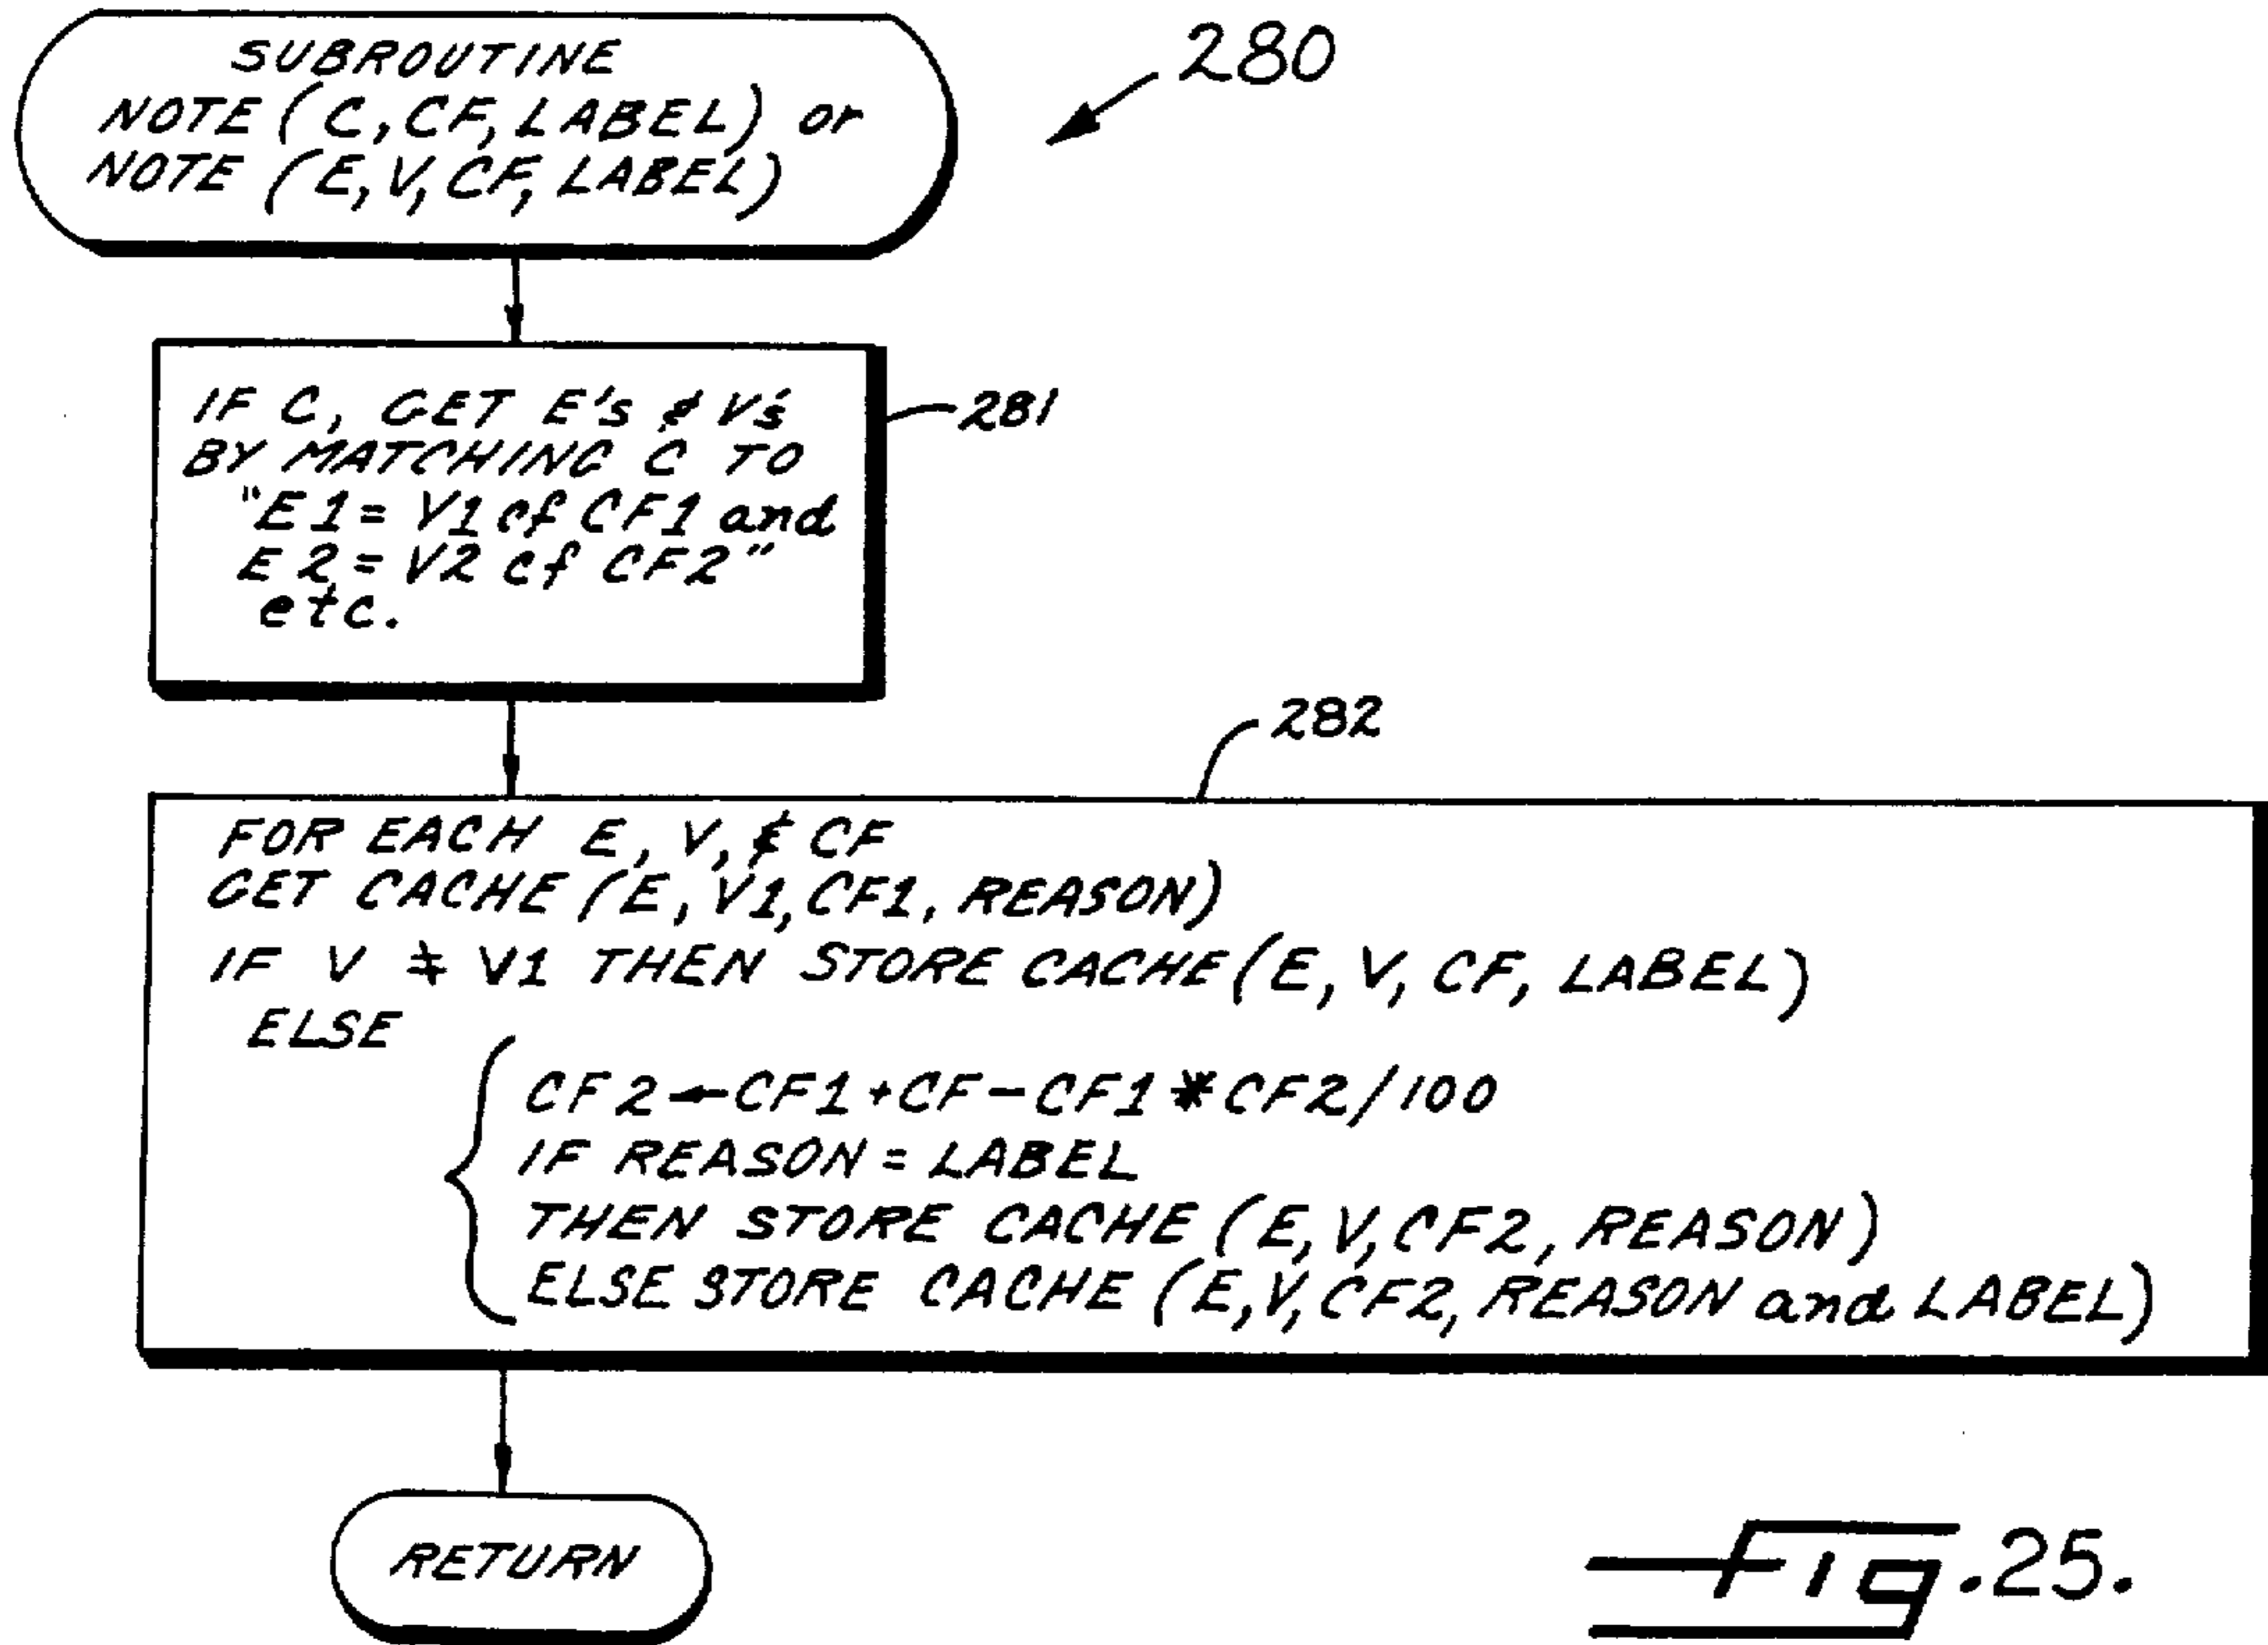 SUBROUTINE
NOTE (C, CF, LABEL) or
NOTE (E, V, CF, LABEL)
280
IF C, GET E's & V's
BY MATCHING C TO
"E1 = V1 cf CF1 and
E2 = V2 cf CF2"
etc.
281
282
FOR EACH E, V, & CF
GET CACHE (E, V1, CF1, REASON)
IF V ≠ V1 THEN STORE CACHE (E, V, CF, LABEL)
ELSE
CF2 ← CF1 + CF - CF1 * CF2/100
IF REASON = LABEL
THEN STORE CACHE (E, V, CF2, REASON)
ELSE STORE CACHE (E, V, CF2, REASON and LABEL)
RETURN
Fig. 25.